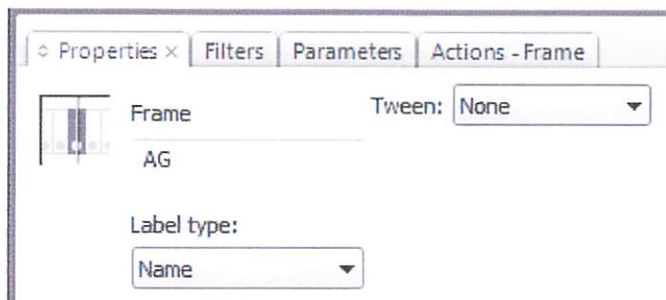 Properties × Filters Parameters Actions - Frame
Frame Tween: None
AG
Label type:
Name